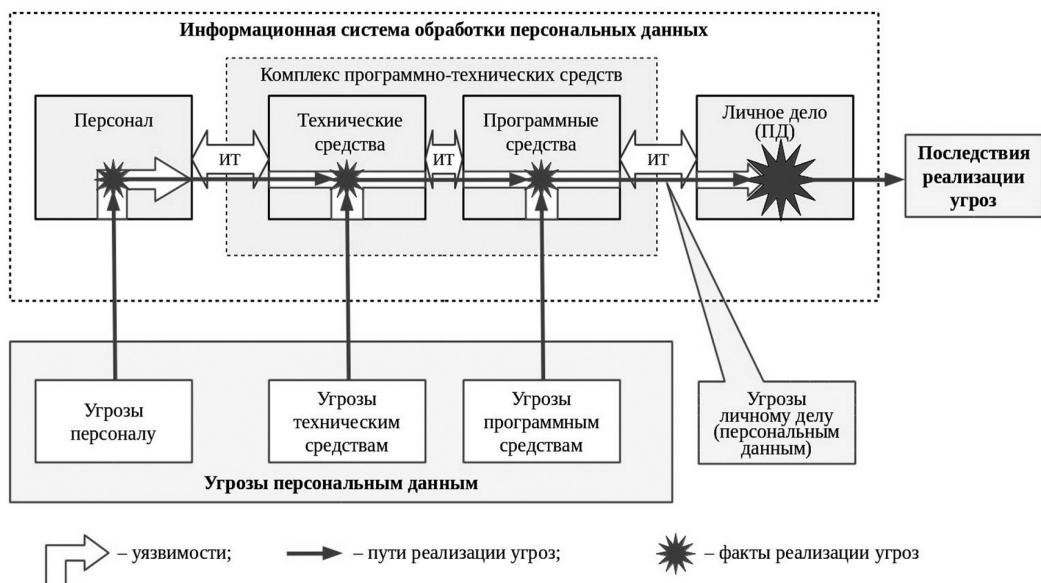 Информационная система обработки персональных данных
Комплекс программно-технических средств
Персонал
ИТ
Технические
средства
ИТ
Программные
средства
ИТ
Личное дело
(ПД)
Последствия
реализации
угроз
Угрозы
персоналу
Угрозы
техническим
средствам
Угрозы
программным
средствам
Угрозы
личному делу
(персональным
данным)
Угрозы персональным данным
– уязвимости;
– пути реализации угроз;
– факты реализации угроз